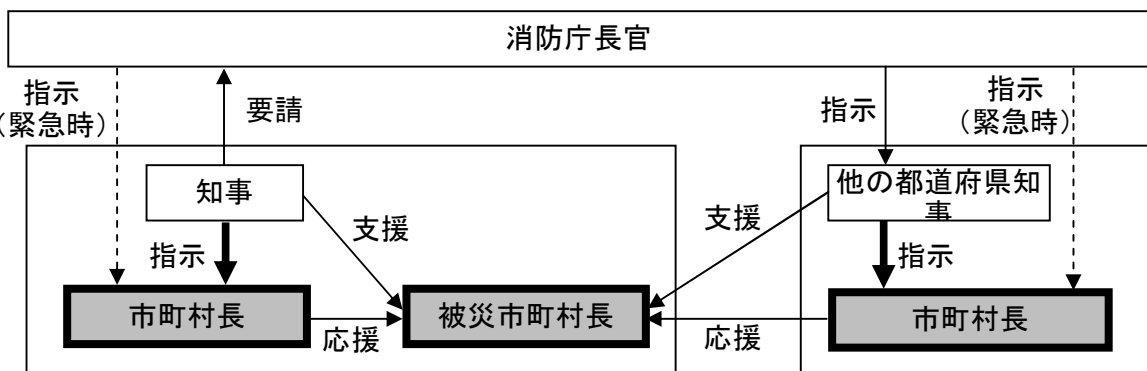 消防庁長官
指示
（緊急時）
要請
指示
指示
（緊急時）
知事
他の都道府県知
事
支援
支援
指示
指示
市町村長
被災市町村長
市町村長
応援
応援